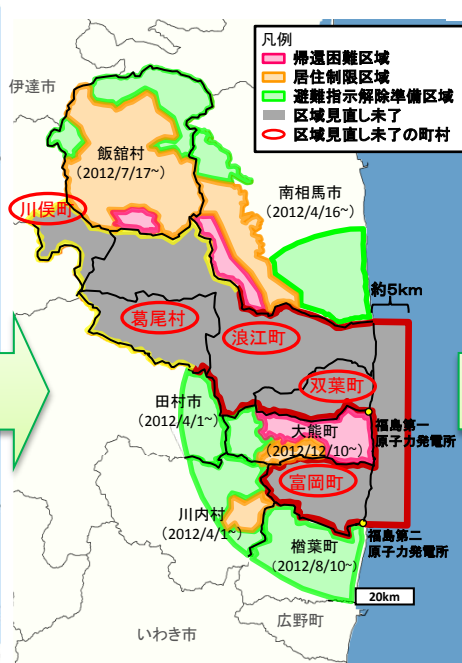 凡例
帰還困難区域
居住制限区域
避難指示解除準備区域
区域見直し未了
区域見直し未了の町村
伊達市
飯舘村
(2012/7/17~)
南相馬市
(2012/4/16~)
川俣町
約5km
葛尾村
浪江町
双葉町
田村市
(2012/4/1~)
大熊町
(2012/12/10~)
福島第一
原子力発電所
富岡町
川内村
(2012/4/1~)
福島第二
原子力発電所
楢葉町
(2012/8/10~)
20km
広野町
いわき市